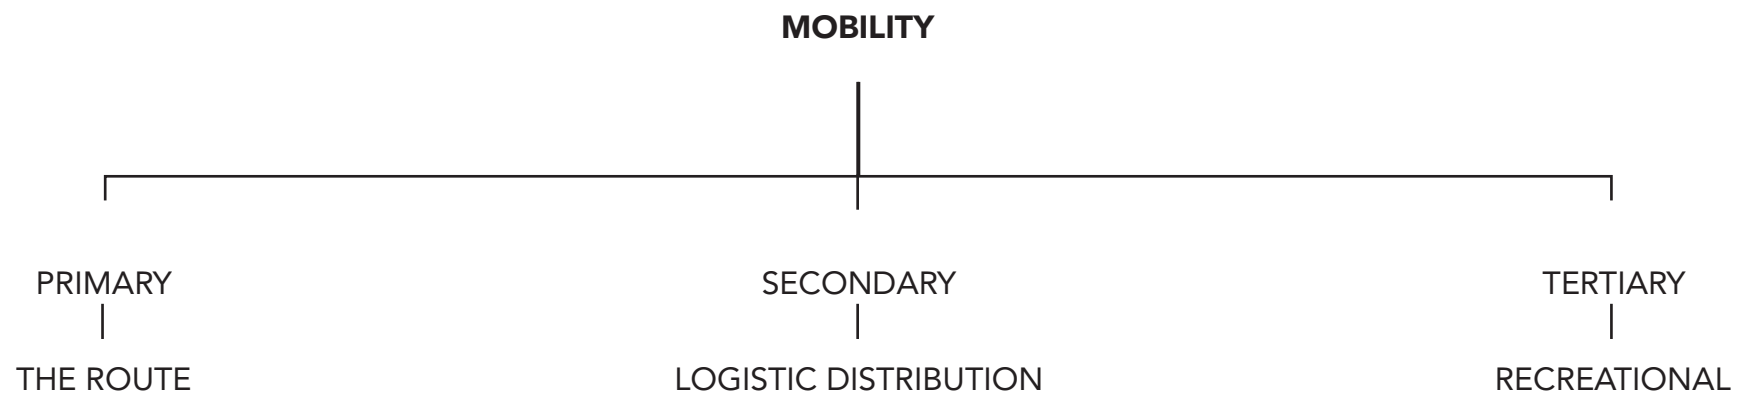 MOBILITY
PRIMARY
SECONDARY
TERTIARY
THE ROUTE
LOGISTIC DISTRIBUTION
RECREATIONAL